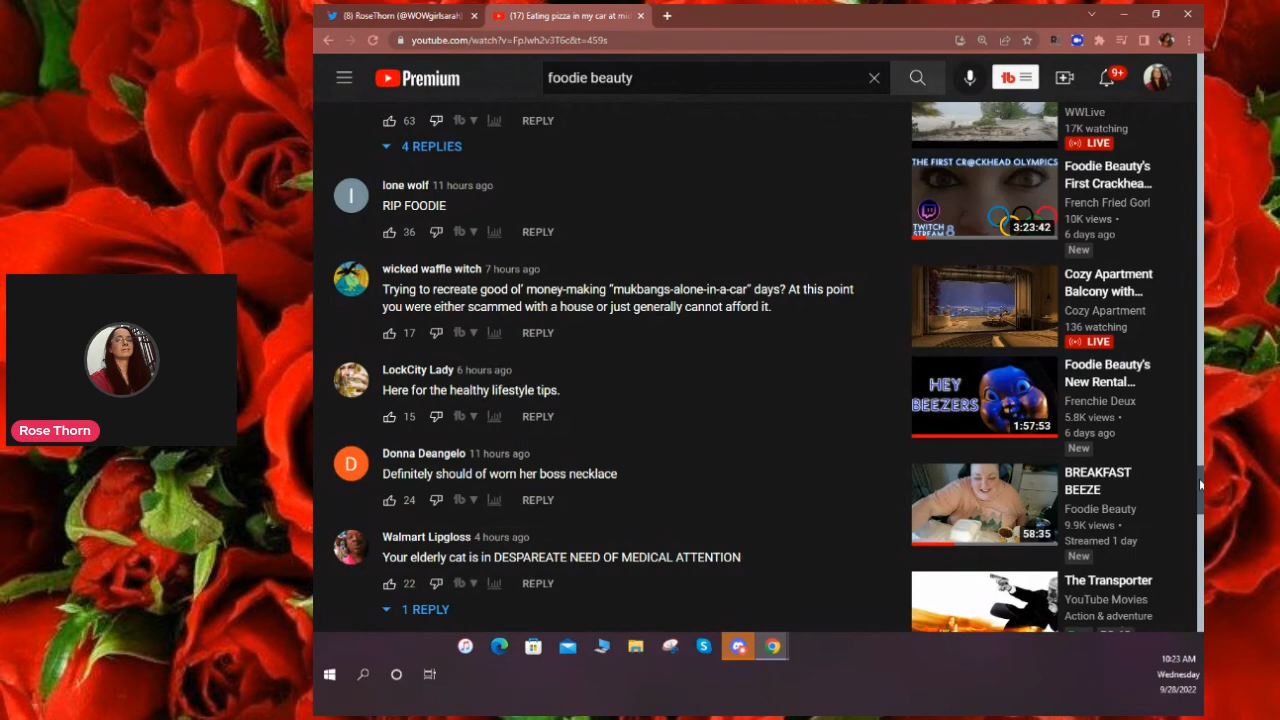 (8) RoseThorn (@WOWgirlsarah
(17) Eating pizza in my car at mi
youtube.com/watch?v=FpJwh2v3T6c&t=459s
Premium
foodie beauty
9+
63
REPLY
4 REPLIES
lone wolf 11 hours ago
RIP FOODIE
36
REPLY
wicked waffle witch 7 hours ago
Trying to recreate good ol' money-making “mukbangs-alone-in-a-car” days? At this point
you were either scammed with a house or just generally cannot afford it.
17
REPLY
LockCity Lady 6 hours ago
Here for the healthy lifestyle tips.
15
REPLY
D
Donna Deangelo 11 hours ago
Definitely should of worn her boss necklace
24
REPLY
Walmart Lipgloss 4 hours ago
Your elderly cat is in DESPAREATE NEED OF MEDICAL ATTENTION
22
REPLY
1 REPLY
WWLive
17K watching
LIVE
THE FIRST CR@CKHEAD OLYMPICS
TWITCH
STREAM 8
3:23:42
Foodie Beauty's
First Crackhea...
French Fried Gorl
10K views •
6 days ago
New
Cozy Apartment
Balcony with...
Cozy Apartment
136 watching
LIVE
HEY
BEEZERS
1:57:53
Foodie Beauty's
New Rental...
Frenchie Deux
5.8K views •
6 days ago
New
58:35
BREAKFAST
BEEZE
Foodie Beauty
9.9K views •
Streamed 1 day
New
The Transporter
YouTube Movies
Action & adventure
Rose Thorn
10:23 AM
Wednesday
9/28/2022